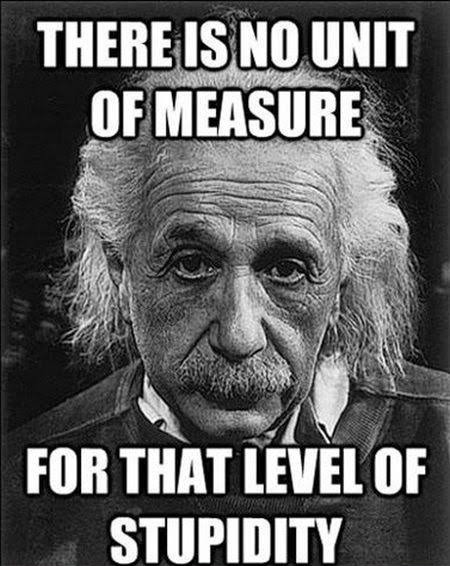 THERE IS NO UNIT
OF MEASURE
FOR THAT LEVEL OF
STUPIDITY